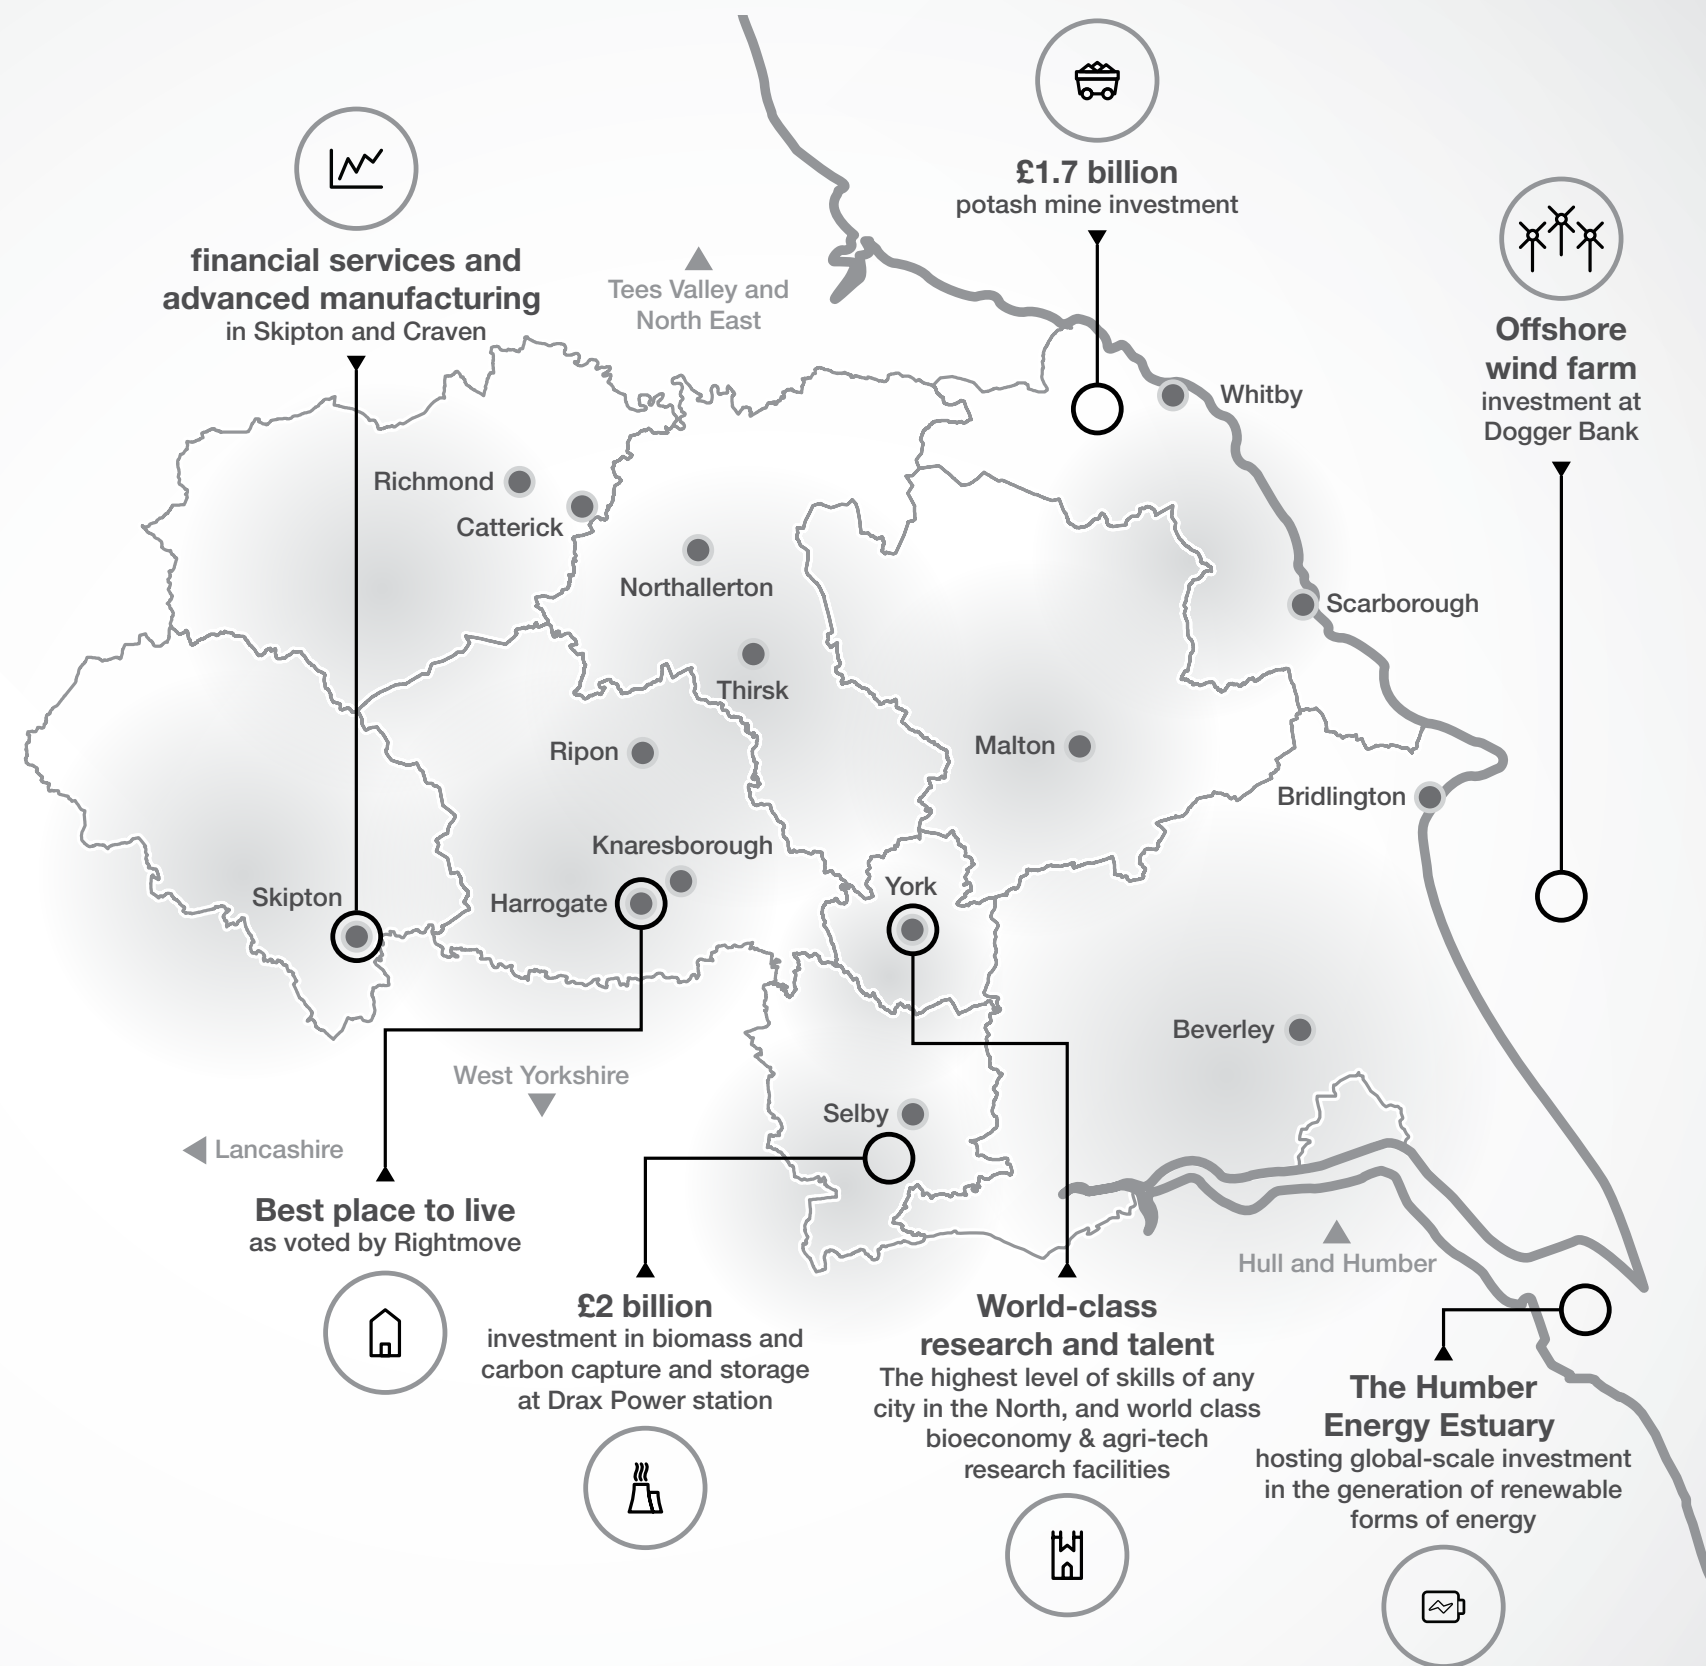 £1.7 billion
potash mine investment
financial services and
advanced manufacturing
in Skipton and Craven
Tees Valley and
North East
Offshore
wind farm
investment at
Dogger Bank
Whitby
Richmond
Catterick
Northallerton
Scarborough
Thirsk
Ripon
Malton
Bridlington
Knaresborough
Skipton
Harrogate
York
Beverley
West Yorkshire
Selby
Lancashire
Best place to live
as voted by Rightmove
Hull and Humber
£2 billion
investment in biomass and
carbon capture and storage
at Drax Power station
World-class
research and talent
The highest level of skills of any
city in the North, and world class
bioeconomy & agri-tech
research facilities
The Humber
Energy Estuary
hosting global-scale investment
in the generation of renewable
forms of energy